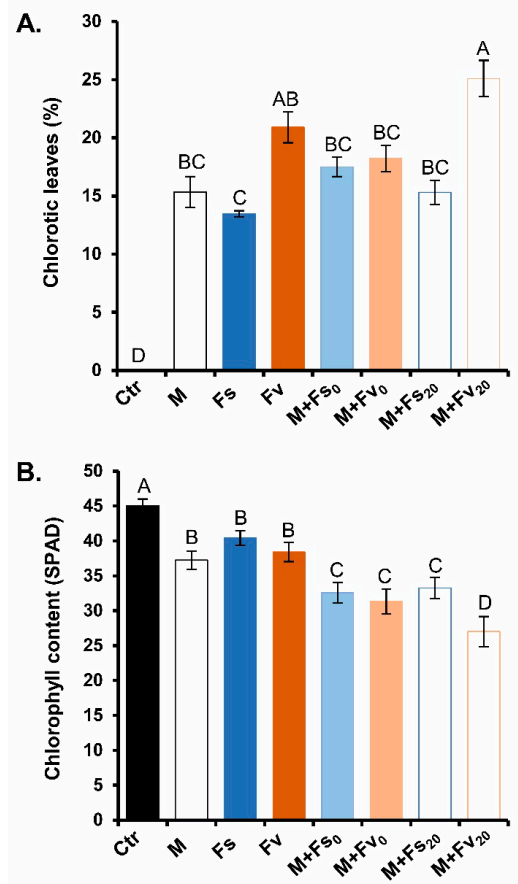 A.
Chlorotic leaves (%)
30
25
20
15
10
5
0
D
BC
C
AB
BC
BC
BC
A
Ctr
M
Fs
Fv
M+Fs₀
M+Fv₀
M+Fs₂₀
M+Fv₂₀
B.
Chlorophyll content (SPAD)
50
45
40
35
30
25
20
15
10
5
0
A
B
B
B
C
C
C
D
Ctr
M
Fs
Fv
M+Fs₀
M+Fv₀
M+Fs₂₀
M+Fv₂₀